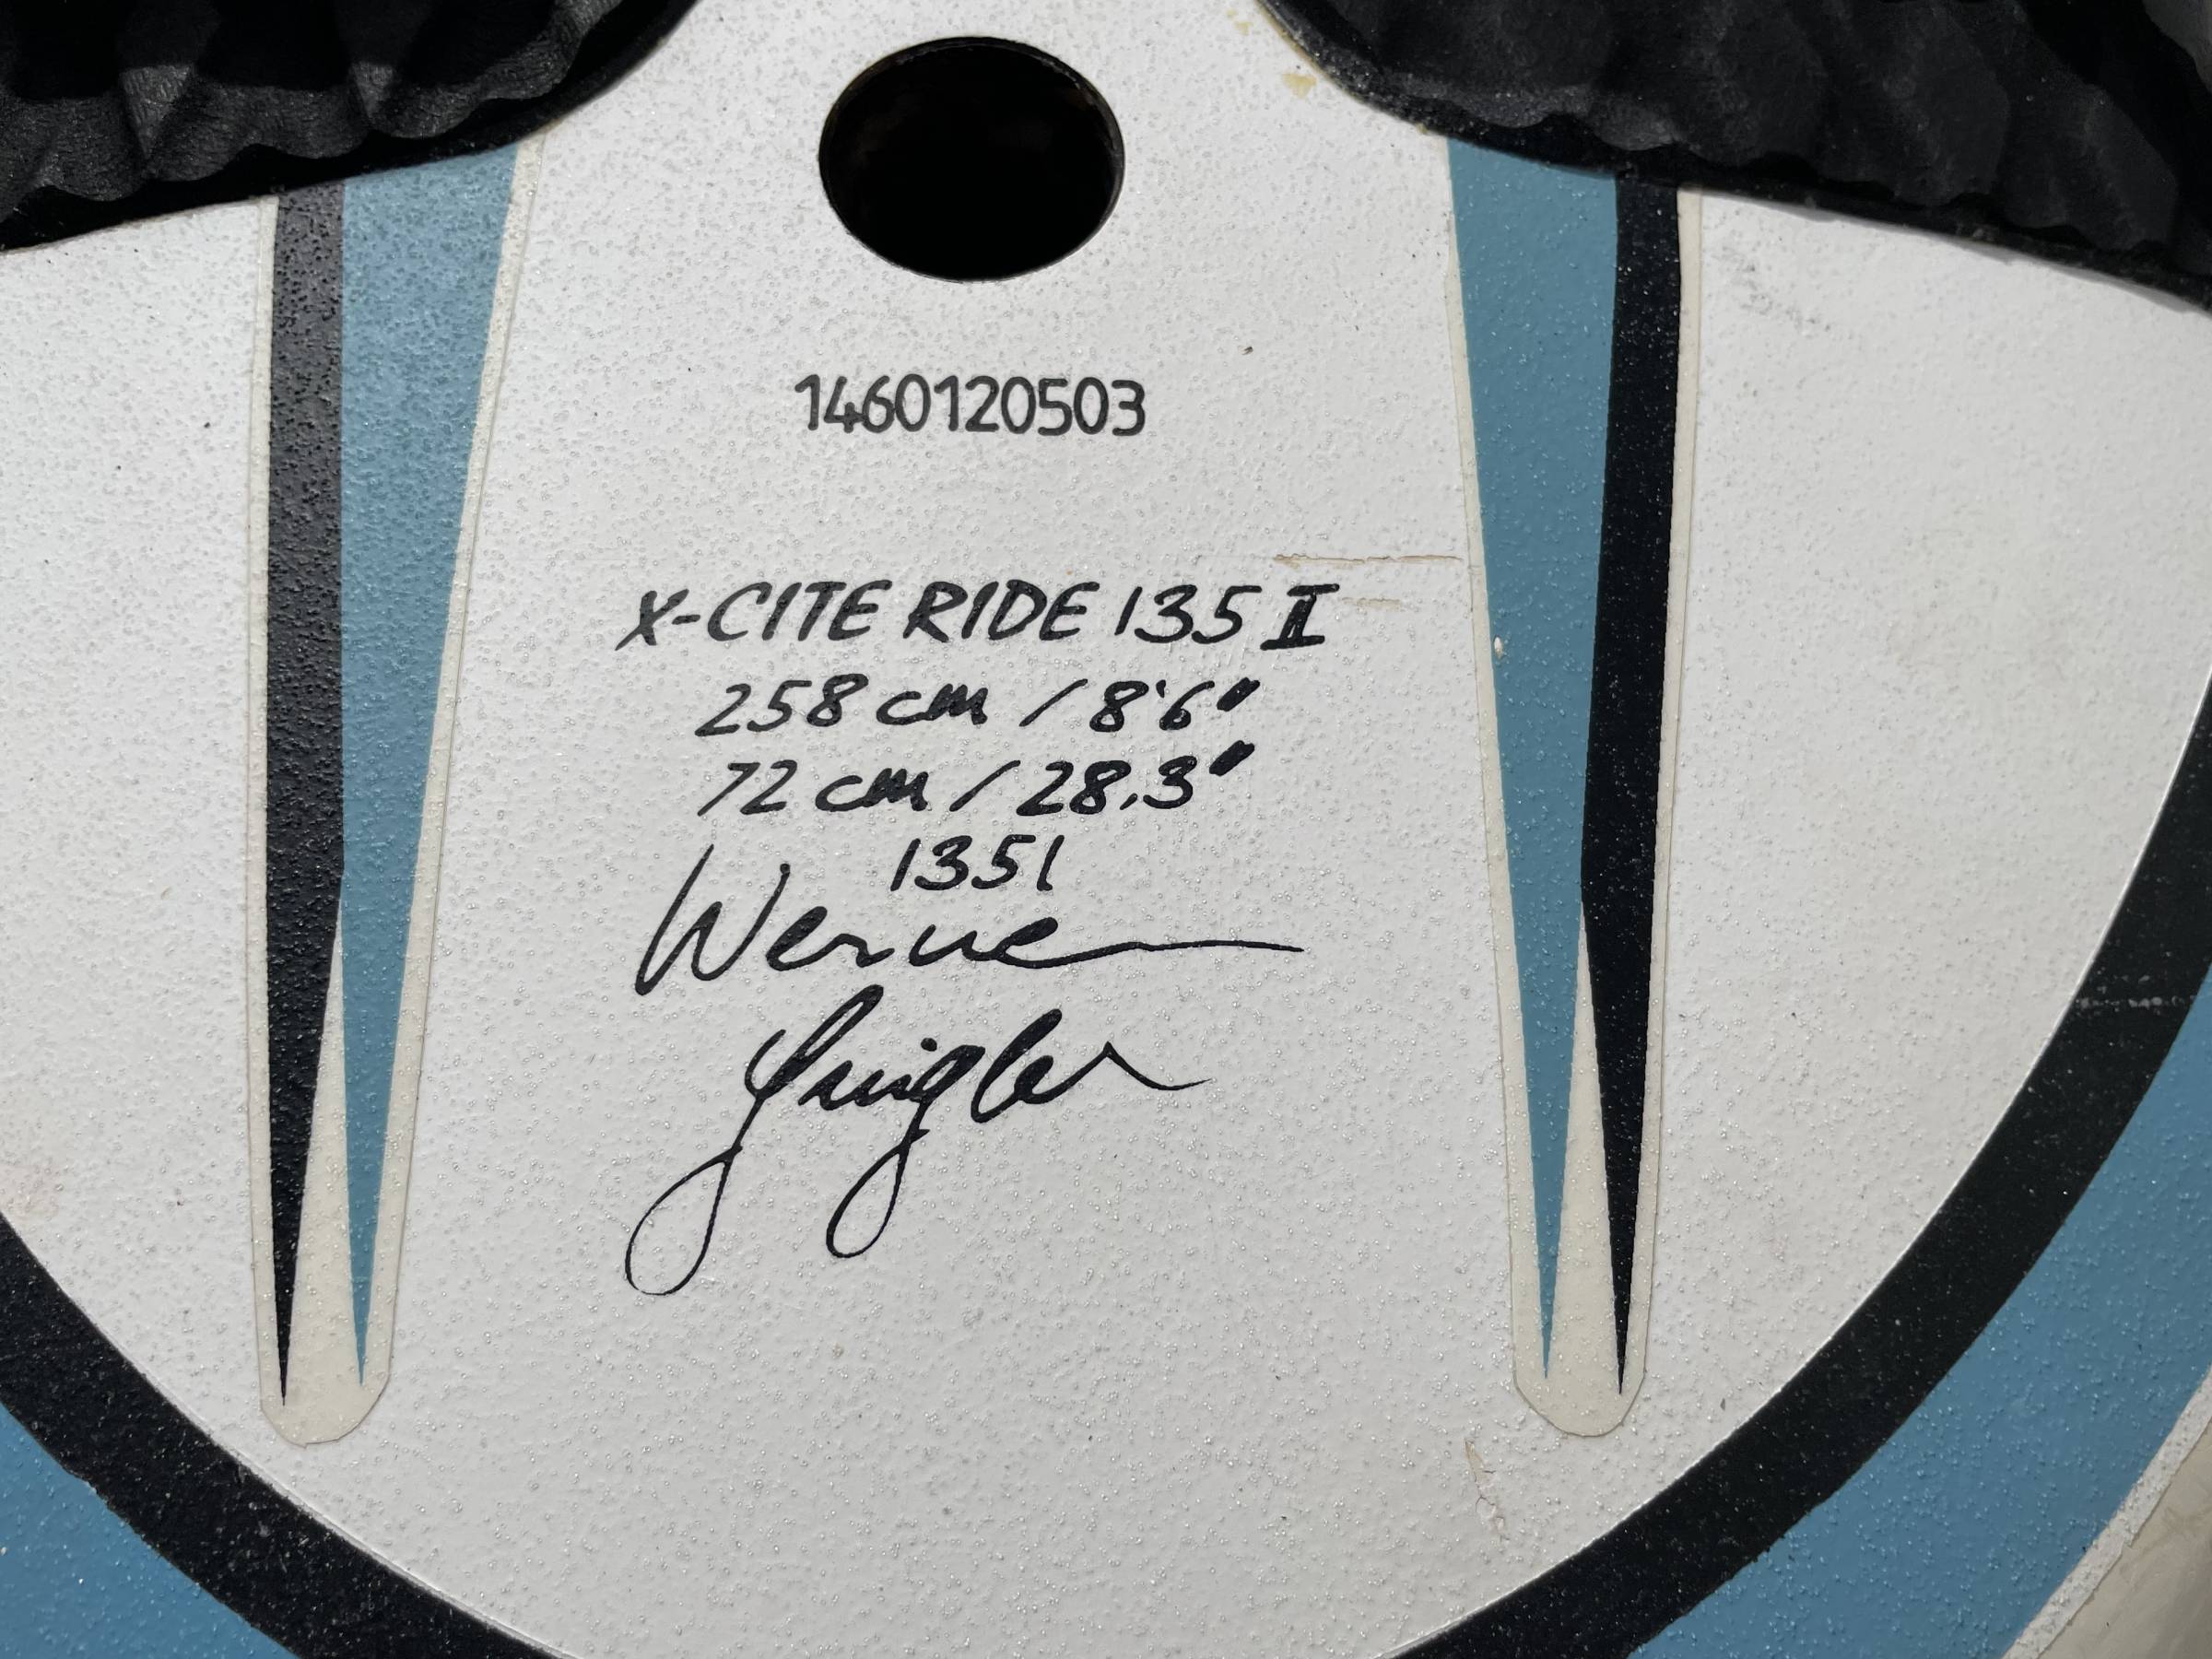 1460120503
X-CITE RIDE 135 II
258 cm / 8'6"
72 cm / 28.3"
135l
Werner
Gnigler